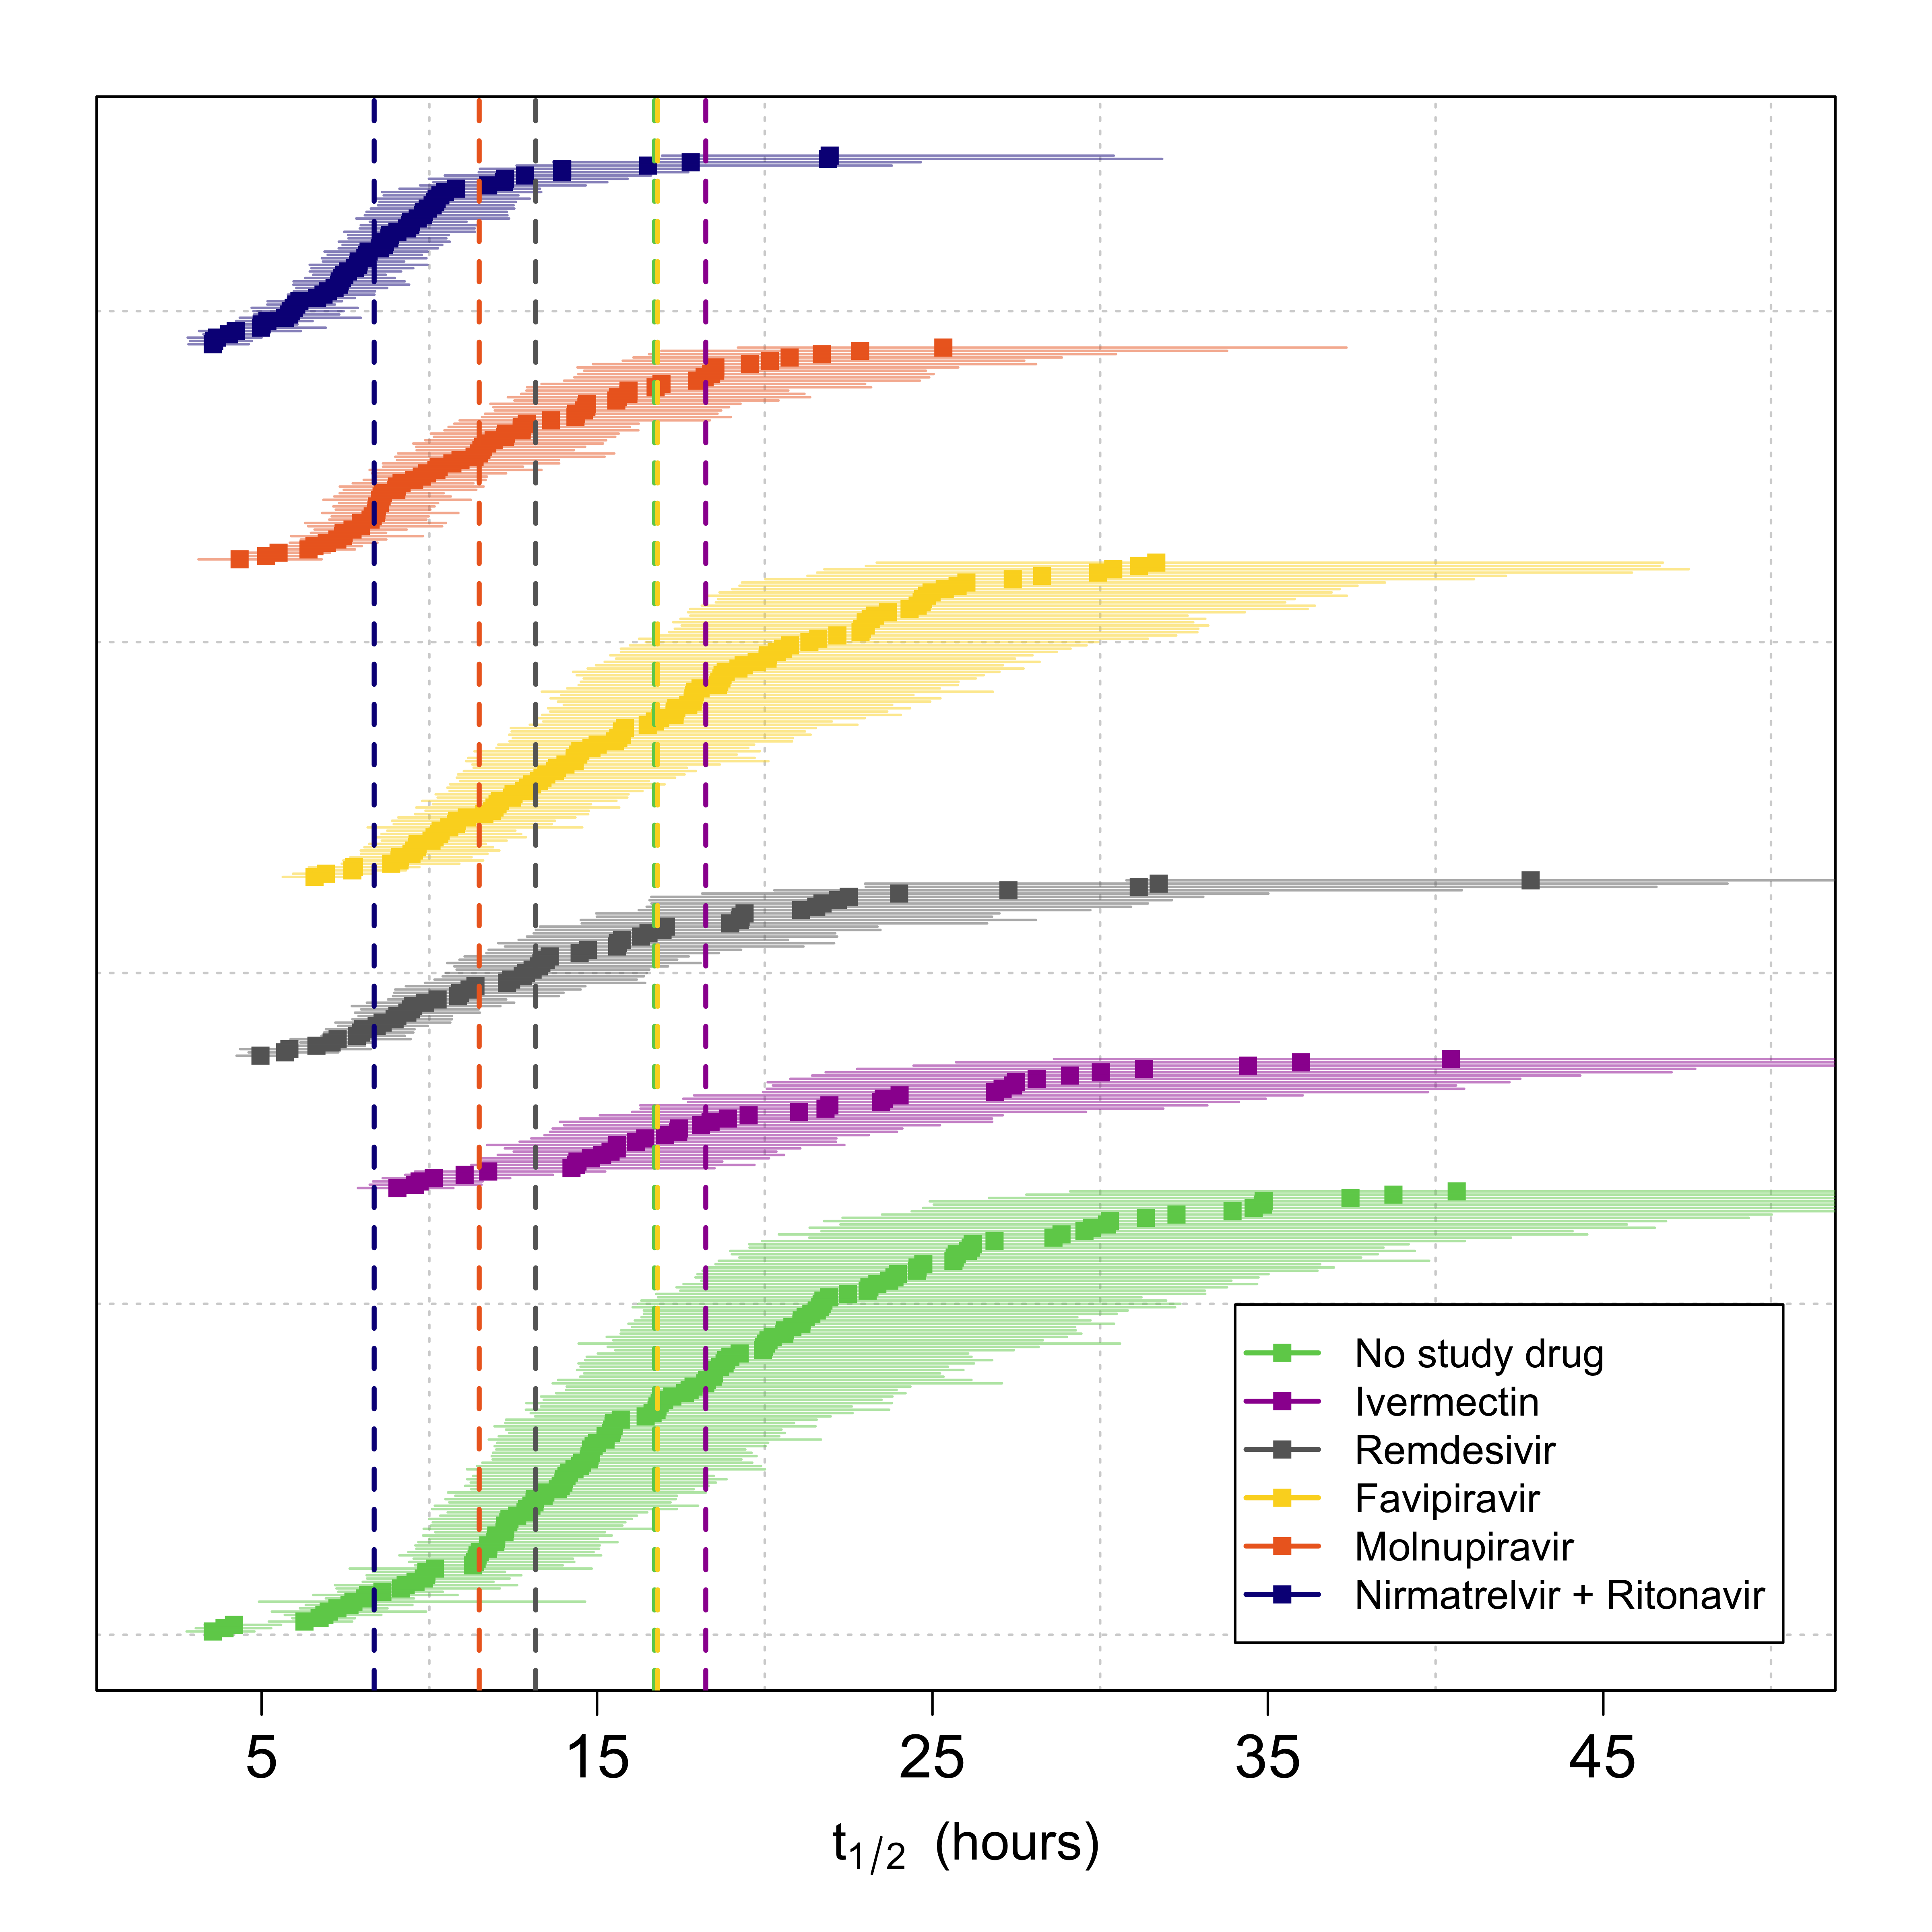 No study drug
Ivermectin
Remdesivir
Favipiravir
Molnupiravir
Nirmatrelvir + Ritonavir
5 15 25 35 45
t1/2 (hours)